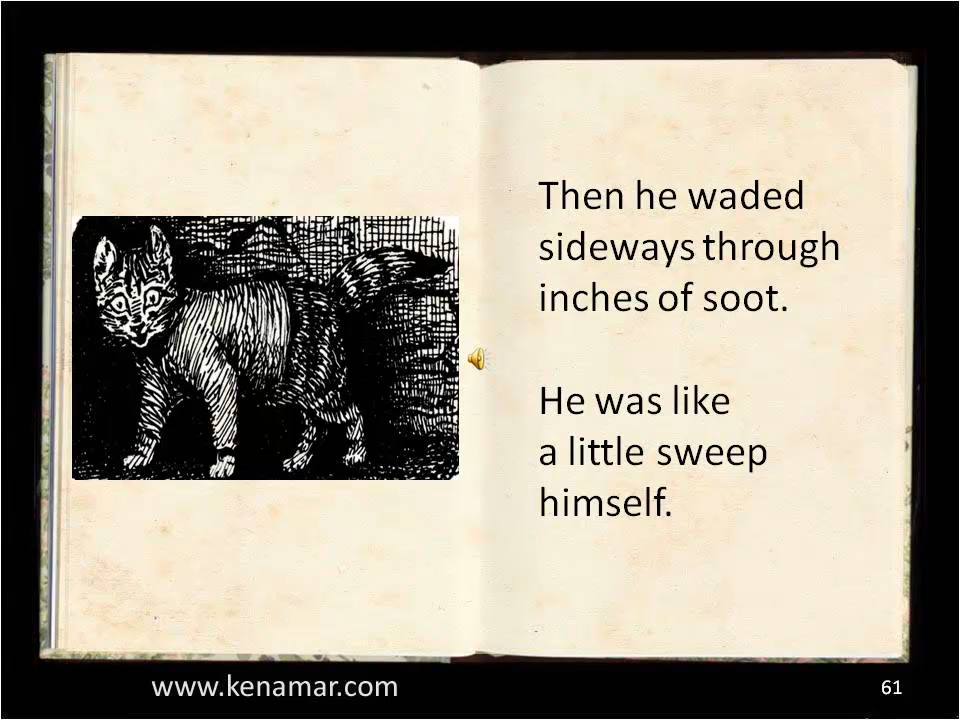 Then he waded
sideways through
inches of soot.
He was like
a little sweep
himself.
www.kenamar.com
61